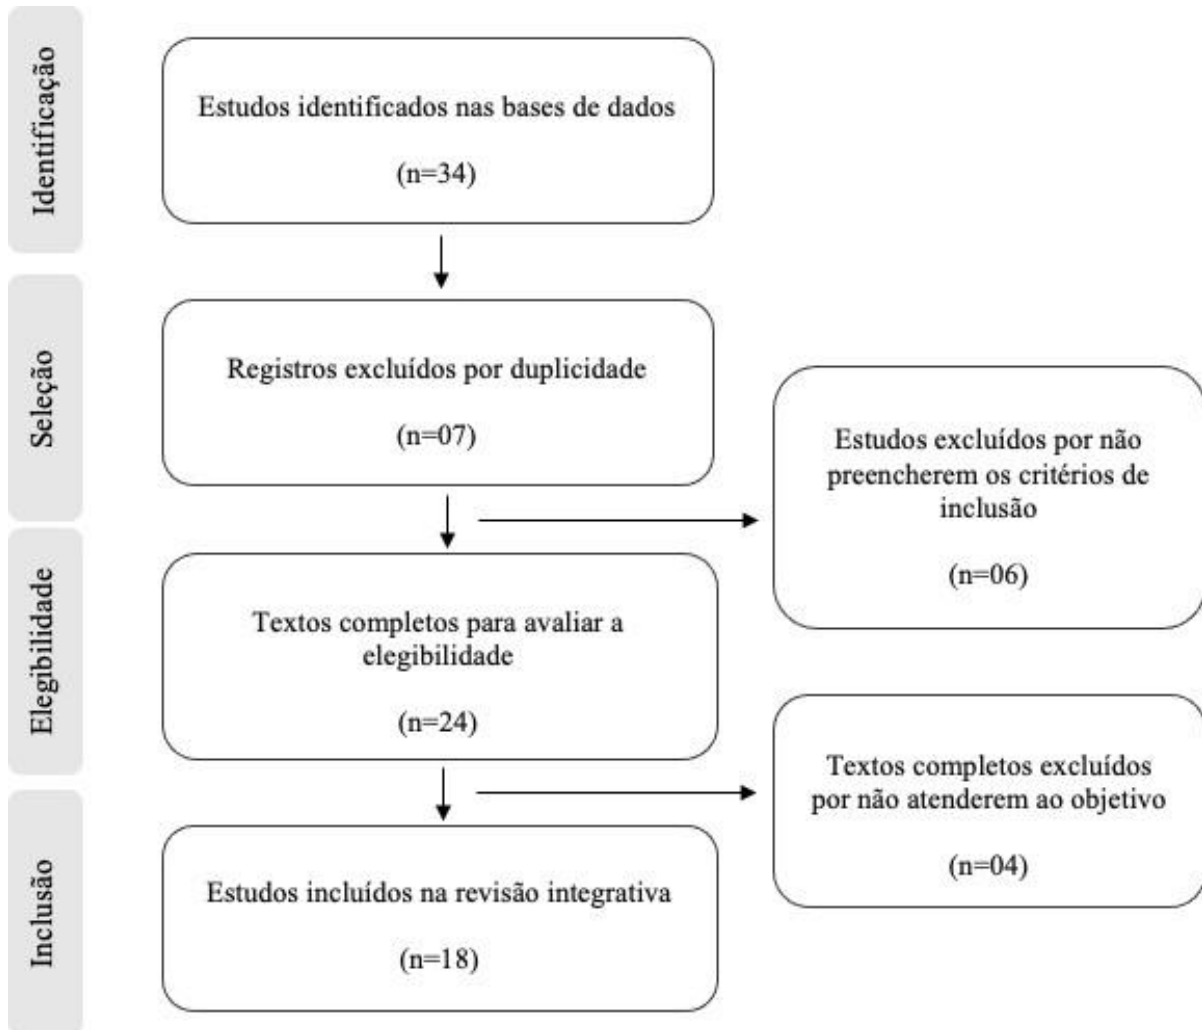 Identificação
Estudos identificados nas bases de dados
(n=34)
Seleção
Registros excluídos por duplicidade
(n=07)
Estudos excluídos por não
preencherem os critérios de
inclusão
(n=06)
Elegibilidade
Textos completos para avaliar a
elegibilidade
(n=24)
Textos completos excluídos
por não atenderem ao objetivo
(n=04)
Inclusão
Estudos incluídos na revisão integrativa
(n=18)